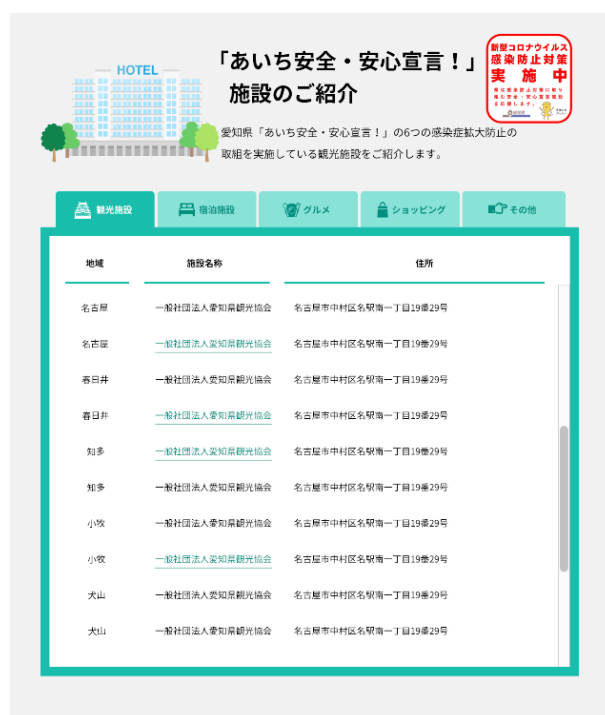 HOTEL
「あいち安全・安心宣言！」
施設のご紹介
新型コロナウイルス
感染防止対策
実施中
愛知県「あいち安全・安心宣言！」の6つの感染症拡大防止の
取組を実施している観光施設をご紹介します。
観光施設 宿泊施設 グルメ ショッピング その他
地域 施設名称 住所
名古屋 一般社団法人愛知県観光協会 名古屋市中村区名駅南一丁目19番29号
名古屋 一般社団法人愛知県観光協会 名古屋市中村区名駅南一丁目19番29号
春日井 一般社団法人愛知県観光協会 名古屋市中村区名駅南一丁目19番29号
春日井 一般社団法人愛知県観光協会 名古屋市中村区名駅南一丁目19番29号
知多 一般社団法人愛知県観光協会 名古屋市中村区名駅南一丁目19番29号
知多 一般社団法人愛知県観光協会 名古屋市中村区名駅南一丁目19番29号
小牧 一般社団法人愛知県観光協会 名古屋市中村区名駅南一丁目19番29号
小牧 一般社団法人愛知県観光協会 名古屋市中村区名駅南一丁目19番29号
犬山 一般社団法人愛知県観光協会 名古屋市中村区名駅南一丁目19番29号
犬山 一般社団法人愛知県観光協会 名古屋市中村区名駅南一丁目19番29号